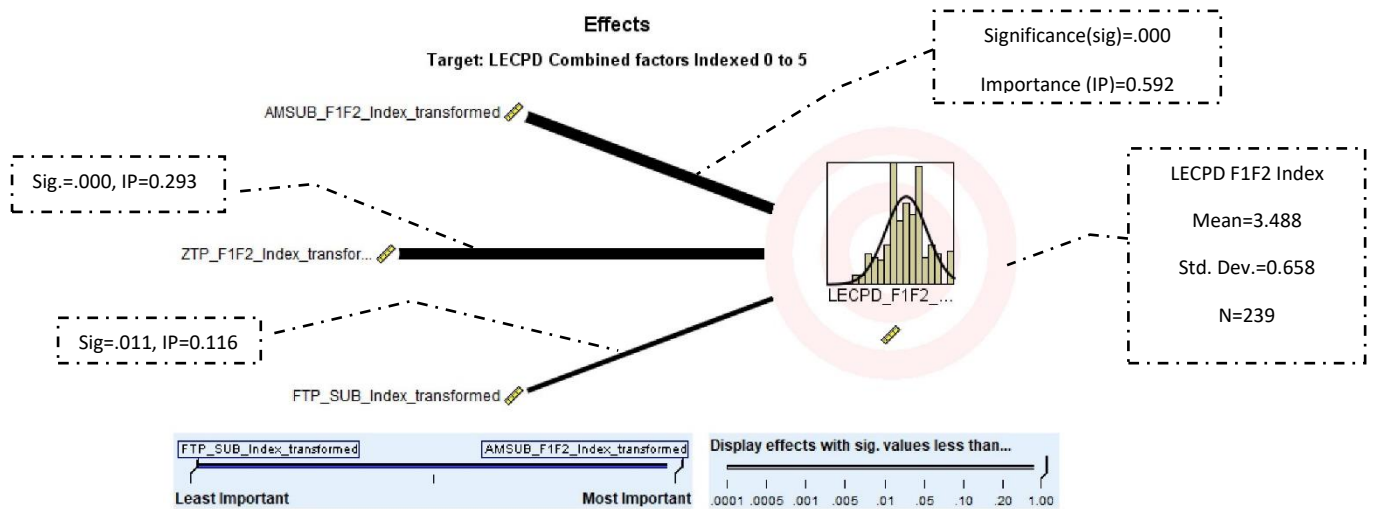 Effects
Target: LECPD Combined factors Indexed 0 to 5
Significance(sig)=.000
Importance (IP)=0.592
AMSUB_F1F2_Index_transformed
Sig.=.000, IP=0.293
ZTP_F1F2_Index_transfor...
LECPD_F1F2_...
LECPD F1F2 Index
Mean=3.488
Std. Dev.=0.658
N=239
Sig=.011, IP=0.116
FTP_SUB_Index_transformed
FTP_SUB_Index_transformed AMSUB_F1F2_Index_transformed
Least Important Most Important
Display effects with sig. values less than...
.0001 .0005 .001 .005 .01 .05 .10 .20 1.00